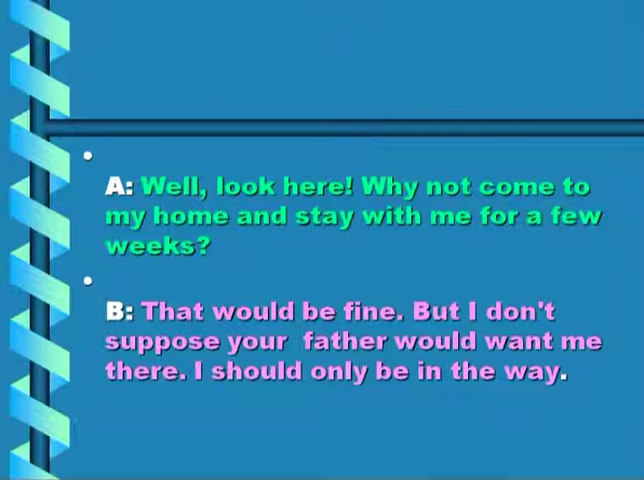 A: Well, look here! Why not come to
my home and stay with me for a few
weeks?
B: That would be fine. But I don't
suppose your father would want me
there. I should only be in the way.